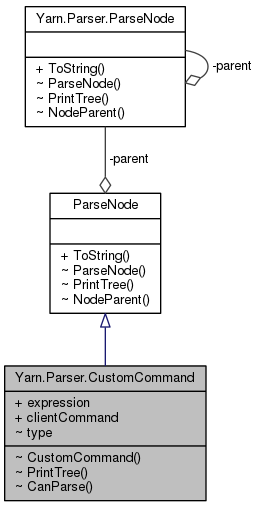 Yarn.Parser.ParseNode
+ ToString()
~ ParseNode()
~ PrintTree()
~ NodeParent()
-parent
-parent
ParseNode
+ ToString()
~ ParseNode()
~ PrintTree()
~ NodeParent()
Yarn.Parser.CustomCommand
+ expression
+ clientCommand
~ type
~ CustomCommand()
~ PrintTree()
~ CanParse()